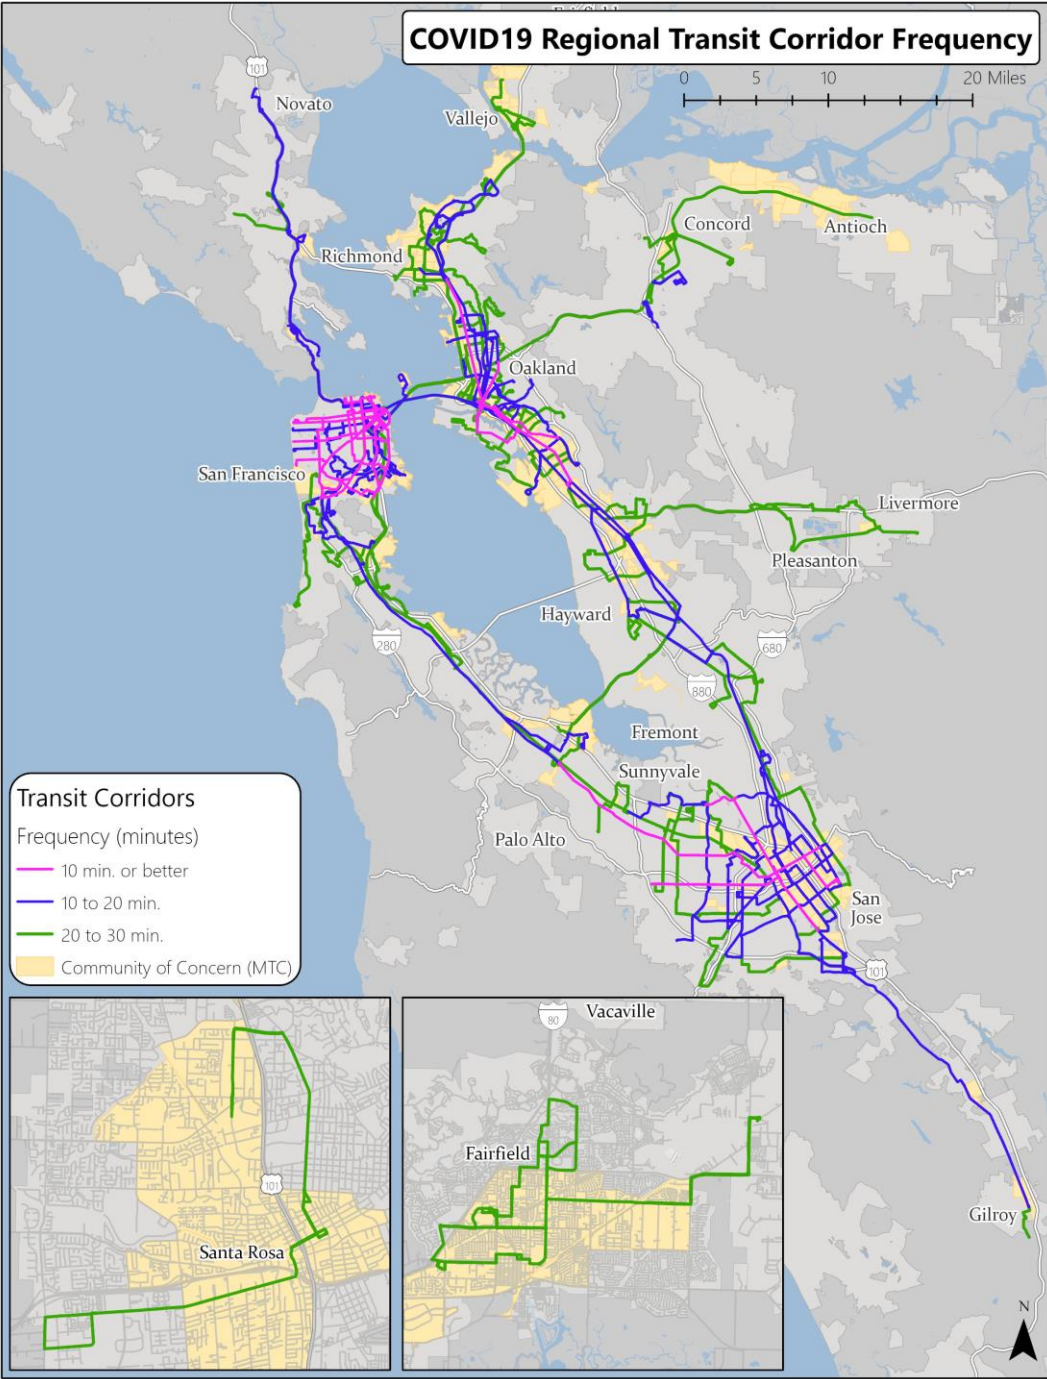 COVID19 Regional Transit Corridor Frequency
0 5 10 20 Miles
101
Novato
Vallejo
Concord
Antioch
Richmond
Oakland
San Francisco
Livermore
Pleasanton
Hayward
280
680
880
Fremont
Sunnyvale
Palo Alto
San
Jose
101
Gilroy
N
Transit Corridors
Frequency (minutes)
10 min. or better
10 to 20 min.
20 to 30 min.
Community of Concern (MTC)
101
Santa Rosa
80
Vacaville
Fairfield